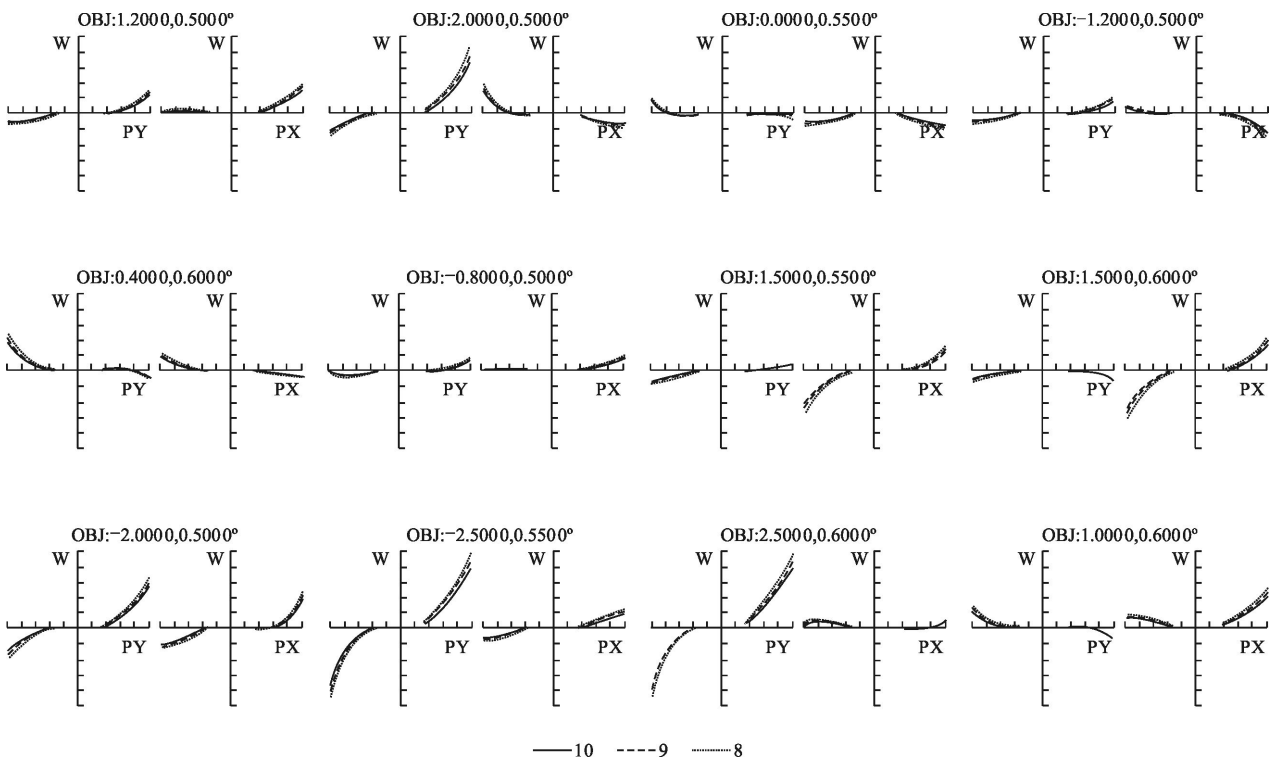 OBJ:1.2000,0.5000° OBJ:2.0000,0.5000° OBJ:0.0000,0.5500° OBJ:−1.2000,0.5000°
W W W W W W W W
PY PX PY PX PY PX PY PX
OBJ:0.4000,0.6000° OBJ:−0.8000,0.5000° OBJ:1.5000,0.5500° OBJ:1.5000,0.6000°
W W W W W W W W
PY PX PY PX PY PX PY PX
OBJ:−2.0000,0.5000° OBJ:−2.5000,0.5500° OBJ:2.5000,0.6000° OBJ:1.0000,0.6000°
W W W W W W W W
PY PX PY PX PY PX PY PX
10 9 8